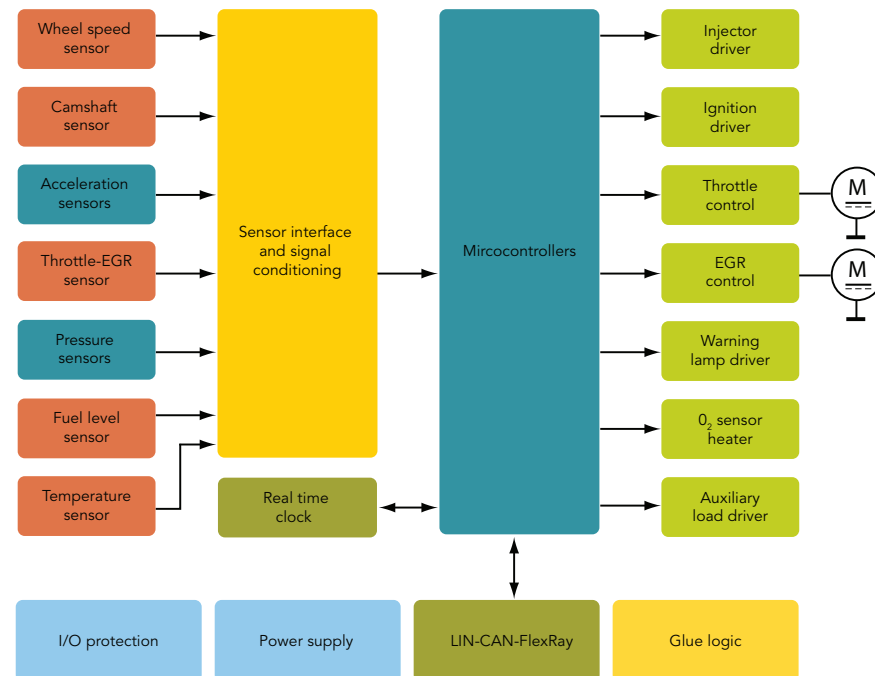 Wheel speed
sensor
Camshaft
sensor
Acceleration
sensors
Throttle-EGR
sensor
Pressure
sensors
Fuel level
sensor
Temperature
sensor
Sensor interface
and signal
conditioning
Real time
clock
Mircocontrollers
Injector
driver
Ignition
driver
Throttle
control
M
EGR
control
M
Warning
lamp driver
0₂ sensor
heater
Auxiliary
load driver
I/O protection
Power supply
LIN-CAN-FlexRay
Glue logic